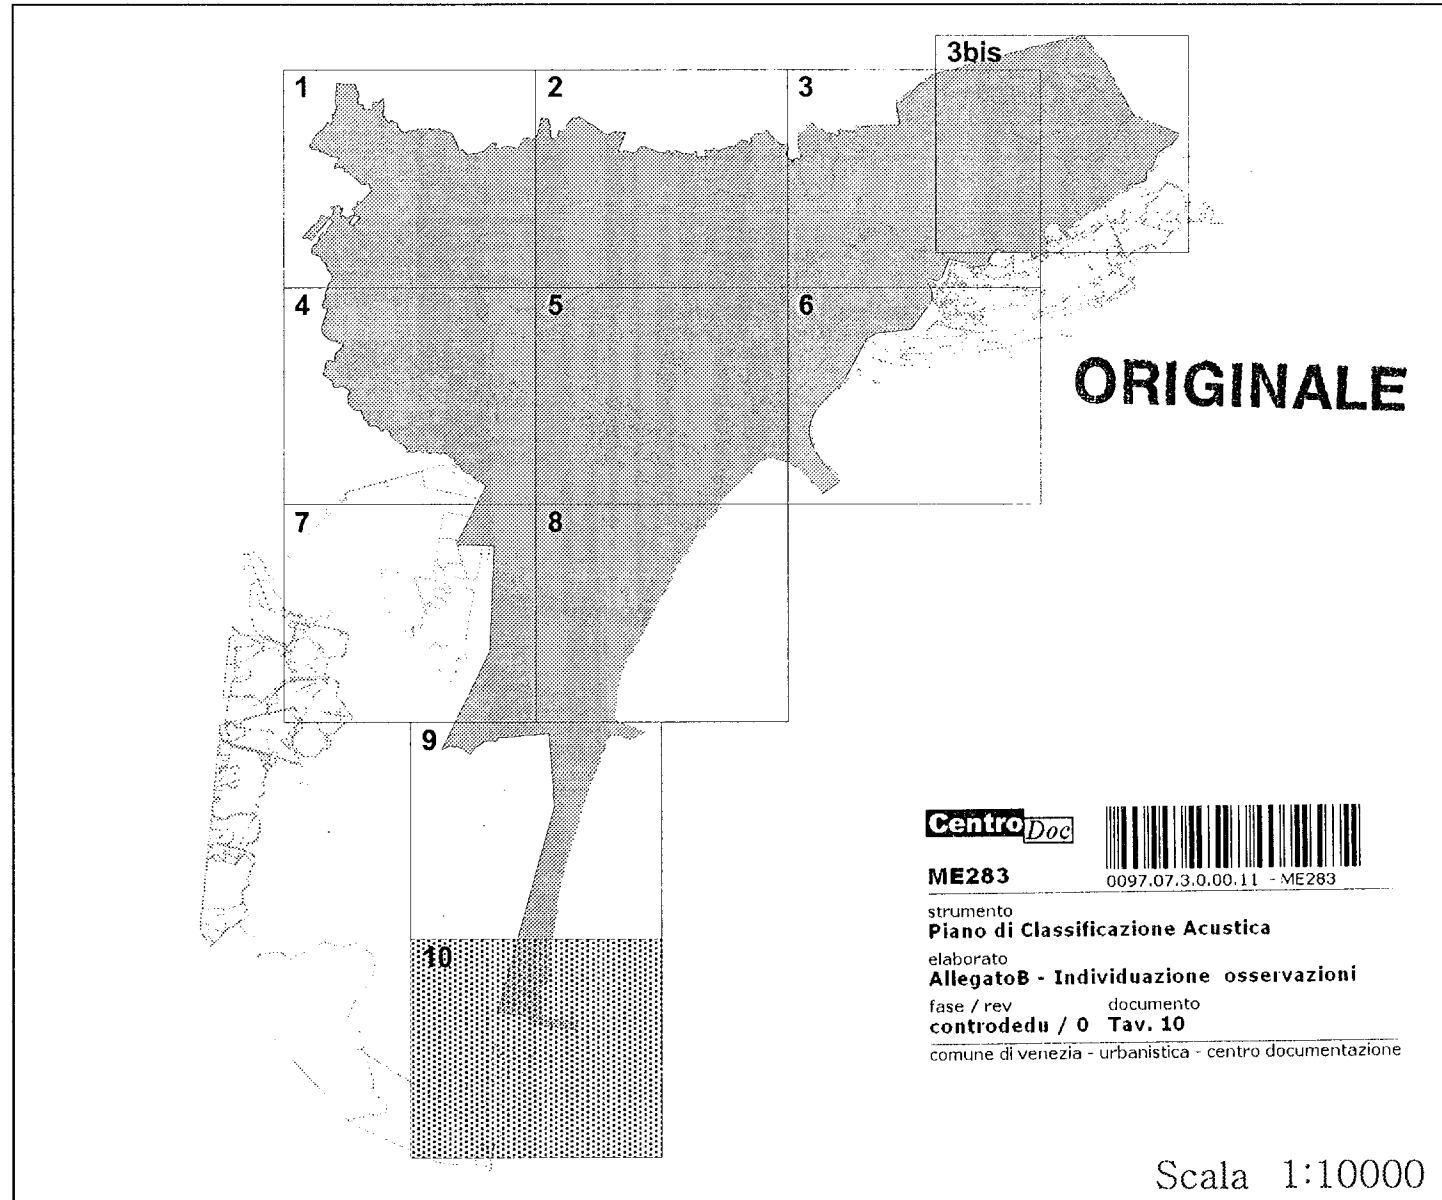 3bis
1
2
3
4
5
6
ORIGINALE
7
8
9
Centro Doc
ME283
0097.07.3.0.00.11 - ME283
strumento
Piano di Classificazione Acustica
elaborato
AllegatoB - Individuazione osservazioni
fase / rev documento
controdedu / 0 Tav. 10
comune di venezia - urbanistica - centro documentazione
10
Scala 1:10000